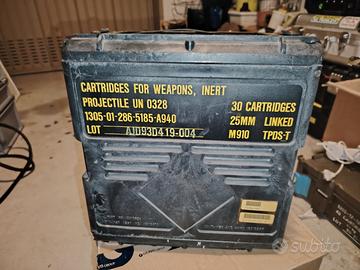 CARTRIDGES FOR WEAPONS, INERT
PROJECTILE UN 0328 30 CARTRIDGES
1305-01-286-5185-A940 25MM LINKED
LOT AJD93D419-004 M910 TPDS-T
subito